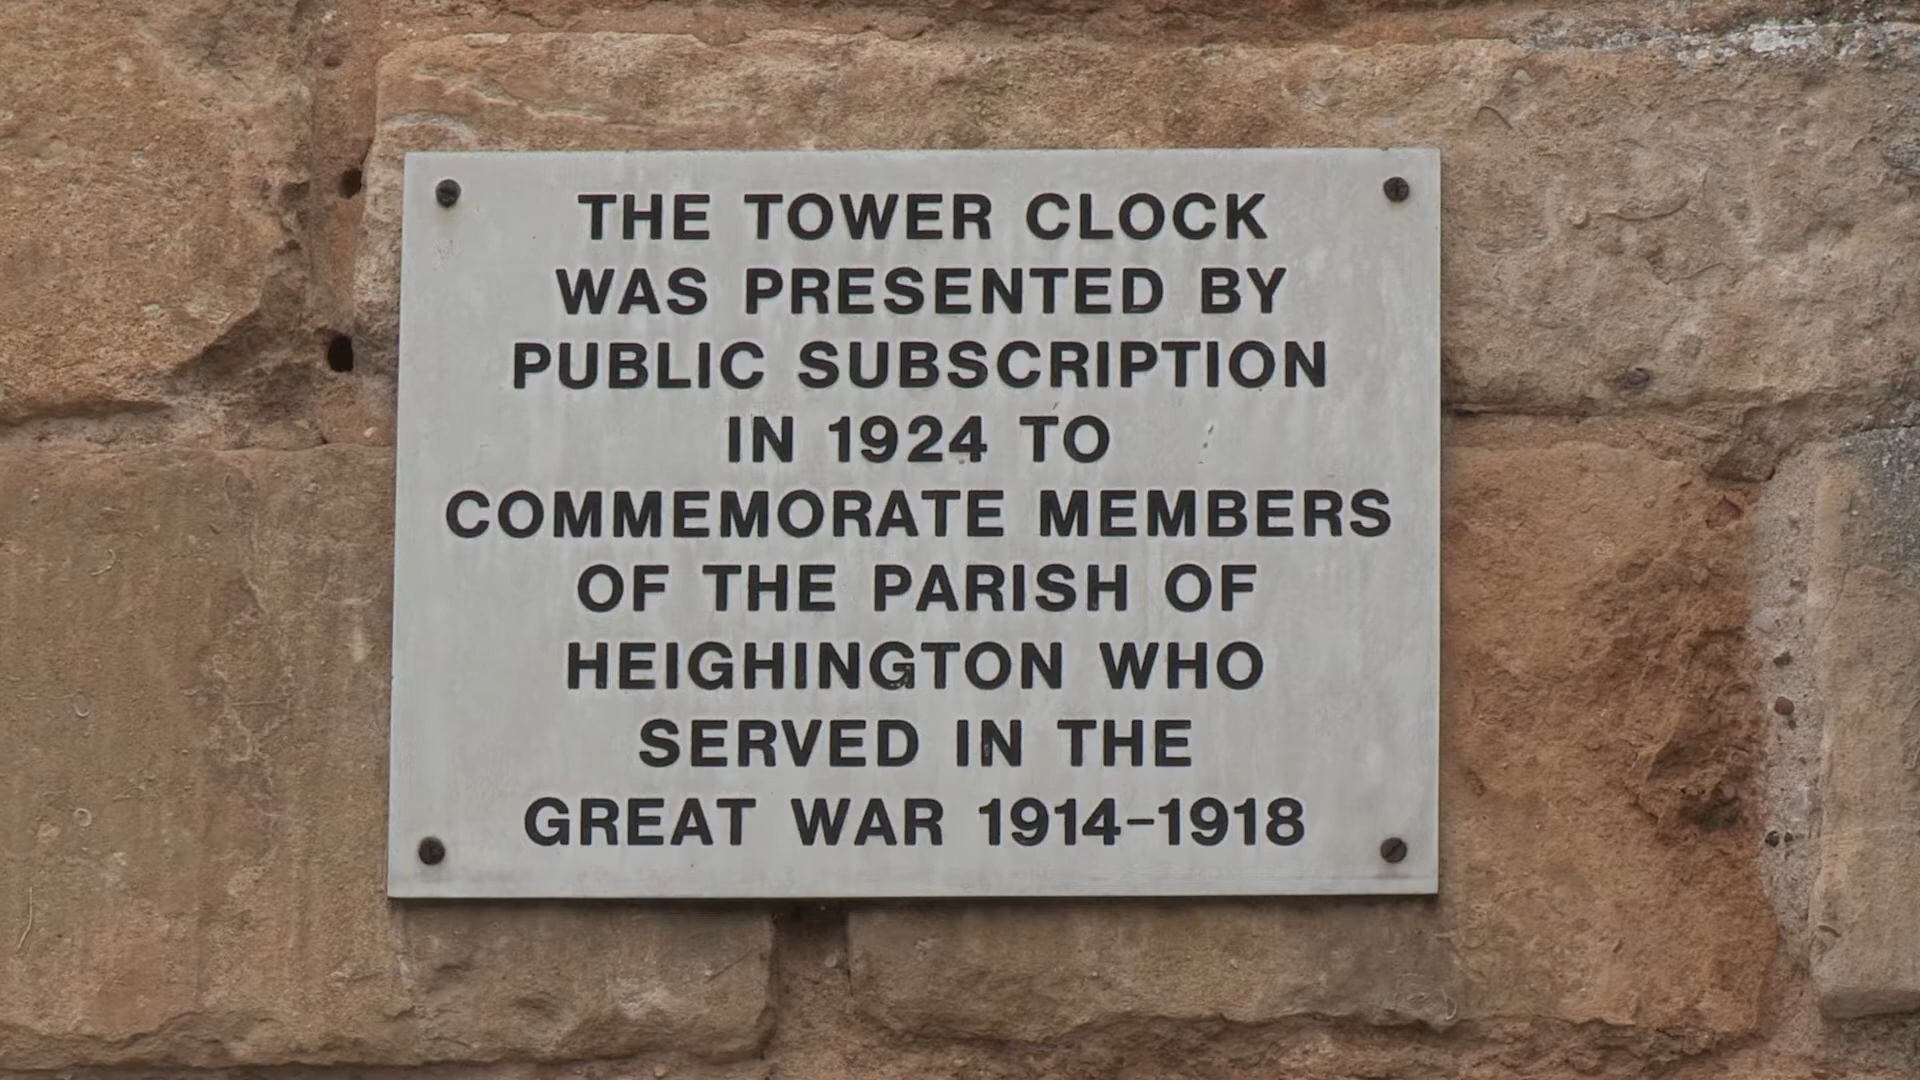 THE TOWER CLOCK
WAS PRESENTED BY
PUBLIC SUBSCRIPTION
IN 1924 TO
COMMEMORATE MEMBERS
OF THE PARISH OF
HEIGHINGTON WHO
SERVED IN THE
GREAT WAR 1914-1918